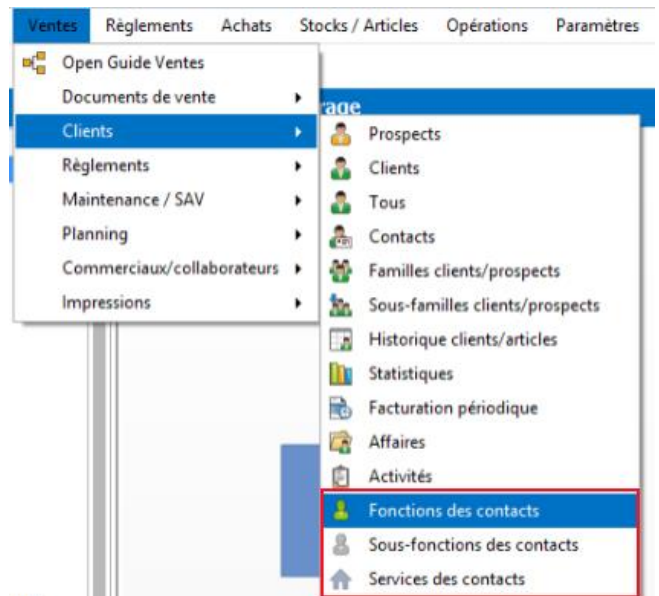 Ventes Règlements Achats Stocks / Articles Opérations Paramètres
Open Guide Ventes
Documents de vente
Clients
Règlements
Maintenance / SAV
Planning
Commerciaux/collaborateurs
Impressions
Prospects
Clients
Tous
Contacts
Familles clients/prospects
Sous-familles clients/prospects
Historique clients/articles
Statistiques
Facturation périodique
Affaires
Activités
Fonctions des contacts
Sous-fonctions des contacts
Services des contacts